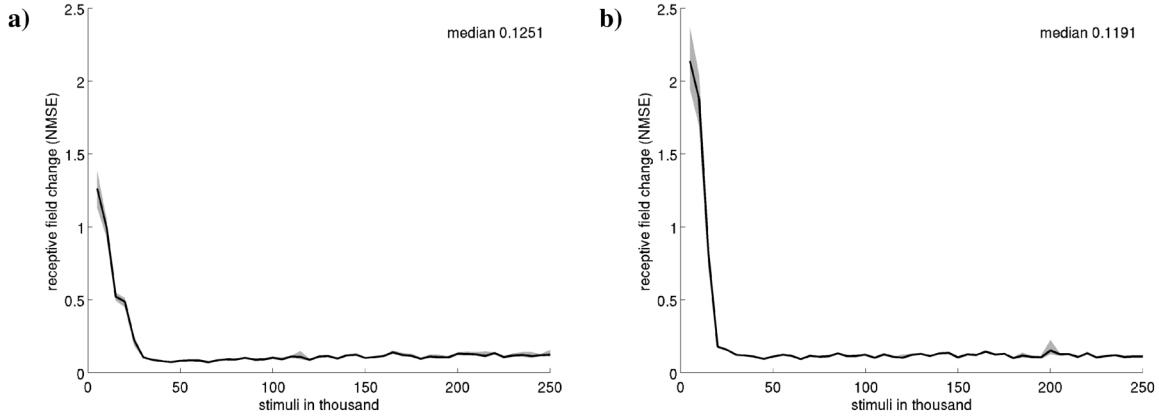 a)
2.5
2
1.5
1
0.5
0
receptive field change (NMSE)
median 0.1251
0 50 100 150 200 250
stimuli in thousand
b)
2.5
2
1.5
1
0.5
0
receptive field change (NMSE)
median 0.1191
0 50 100 150 200 250
stimuli in thousand